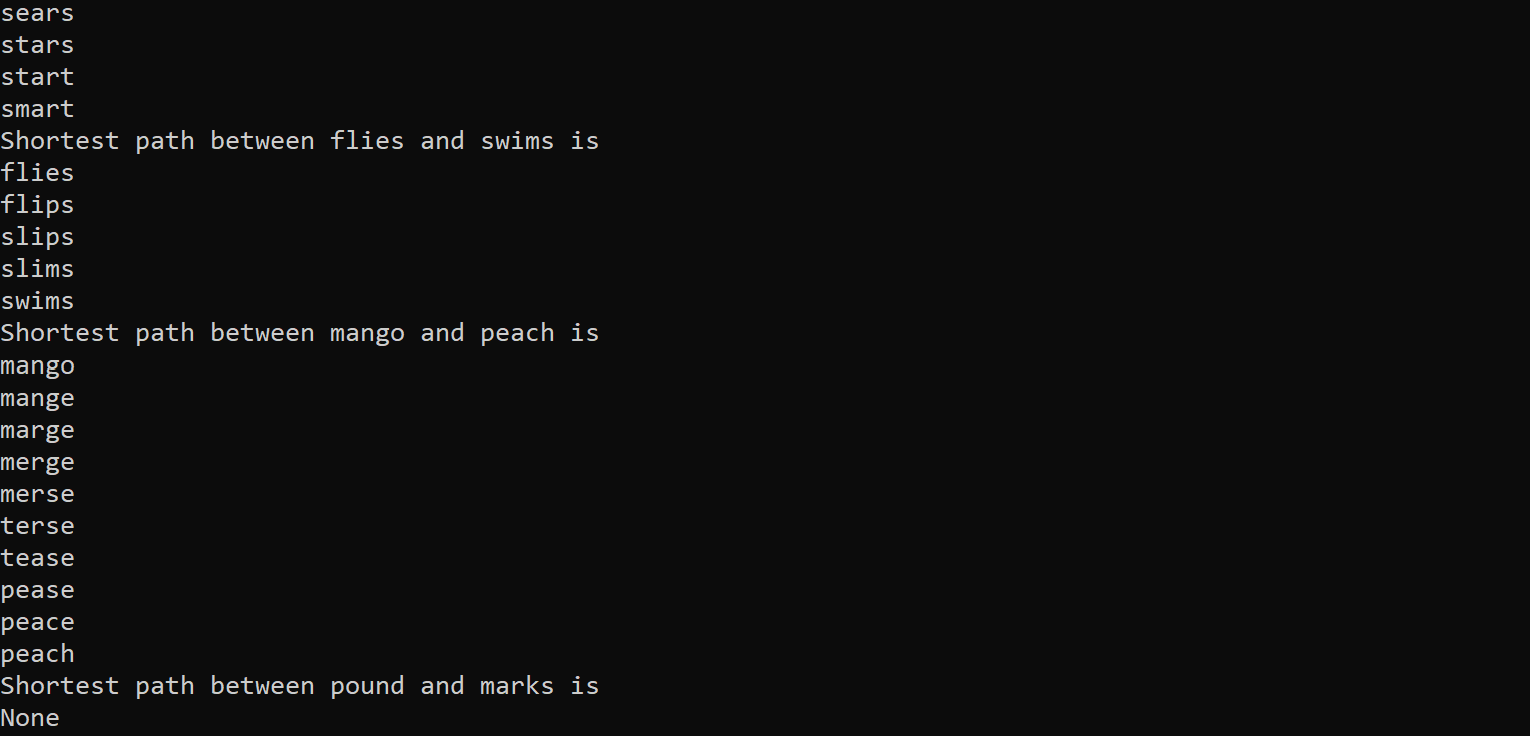 sears
stars
start
smart
Shortest path between flies and swims is
flies
flips
slips
slims
swims
Shortest path between mango and peach is
mango
mange
marge
merge
merse
terse
tease
pease
peace
peach
Shortest path between pound and marks is
None